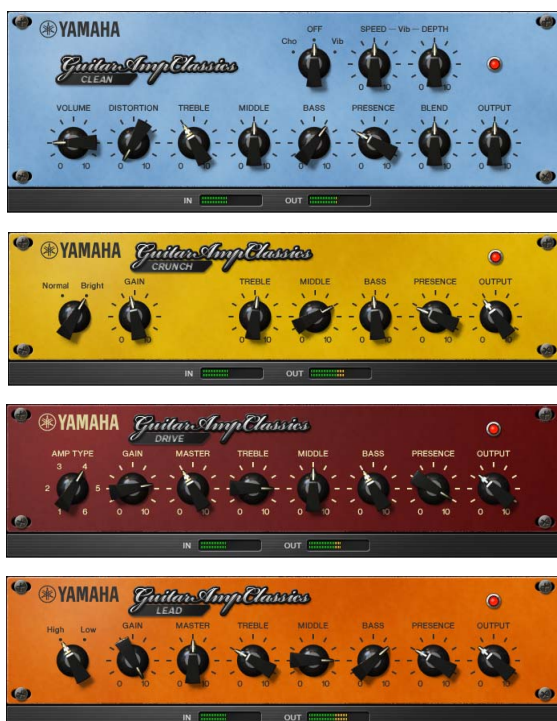 YAMAHA
Guitar Amp Classics
CLEAN
OFF
Cho Vib
SPEED — Vib — DEPTH
0 10 0 10
VOLUME DISTORTION TREBLE MIDDLE BASS PRESENCE BLEND OUTPUT
0 10 0 10 0 10 0 10 0 10 0 10 0 10 0 10
IN OUT
YAMAHA
Guitar Amp Classics
CRUNCH
Normal Bright GAIN TREBLE MIDDLE BASS PRESENCE OUTPUT
0 10 0 10 0 10 0 10 0 10 0 10
IN OUT
YAMAHA
Guitar Amp Classics
DRIVE
AMP TYPE GAIN MASTER TREBLE MIDDLE BASS PRESENCE OUTPUT
3 4
2 5
1 6 0 10 0 10 0 10 0 10 0 10 0 10 0 10
IN OUT
YAMAHA
Guitar Amp Classics
LEAD
High Low GAIN MASTER TREBLE MIDDLE BASS PRESENCE OUTPUT
0 10 0 10 0 10 0 10 0 10 0 10 0 10
IN OUT